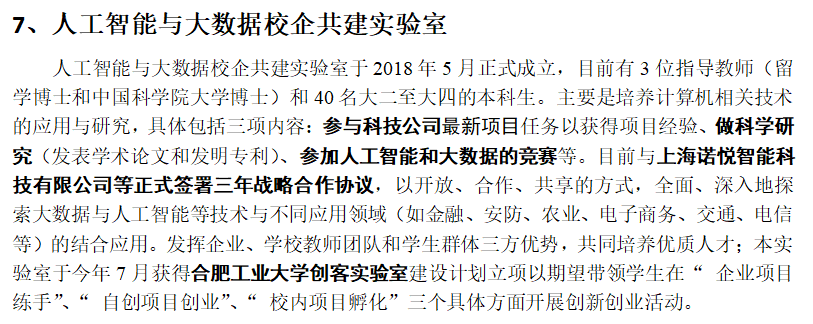 7、人工智能与大数据校企共建实验室
人工智能与大数据校企共建实验室于 2018 年 5 月正式成立，目前有 3 位指导教师（留
学博士和中国科学院大学博士）和 40 名大二至大四的本科生。主要是培养计算机相关技术
的应用与研究，具体包括三项内容：参与科技公司最新项目任务以获得项目经验、做科学研
究（发表学术论文和发明专利）、参加人工智能和大数据的竞赛等。目前与上海诺悦智能科
技有限公司等正式签署三年战略合作协议，以开放、合作、共享的方式，全面、深入地探
索大数据与人工智能等技术与不同应用领域（如金融、安防、农业、电子商务、交通、电信
等）的结合应用。发挥企业、学校教师团队和学生群体三方优势，共同培养优质人才；本实
验室于今年 7 月获得合肥工业大学创客实验室建设计划立项以期望带领学生在“ 企业项目
练手”、“ 自创项目创业”、“ 校内项目孵化” 三个具体方面开展创新创业活动。